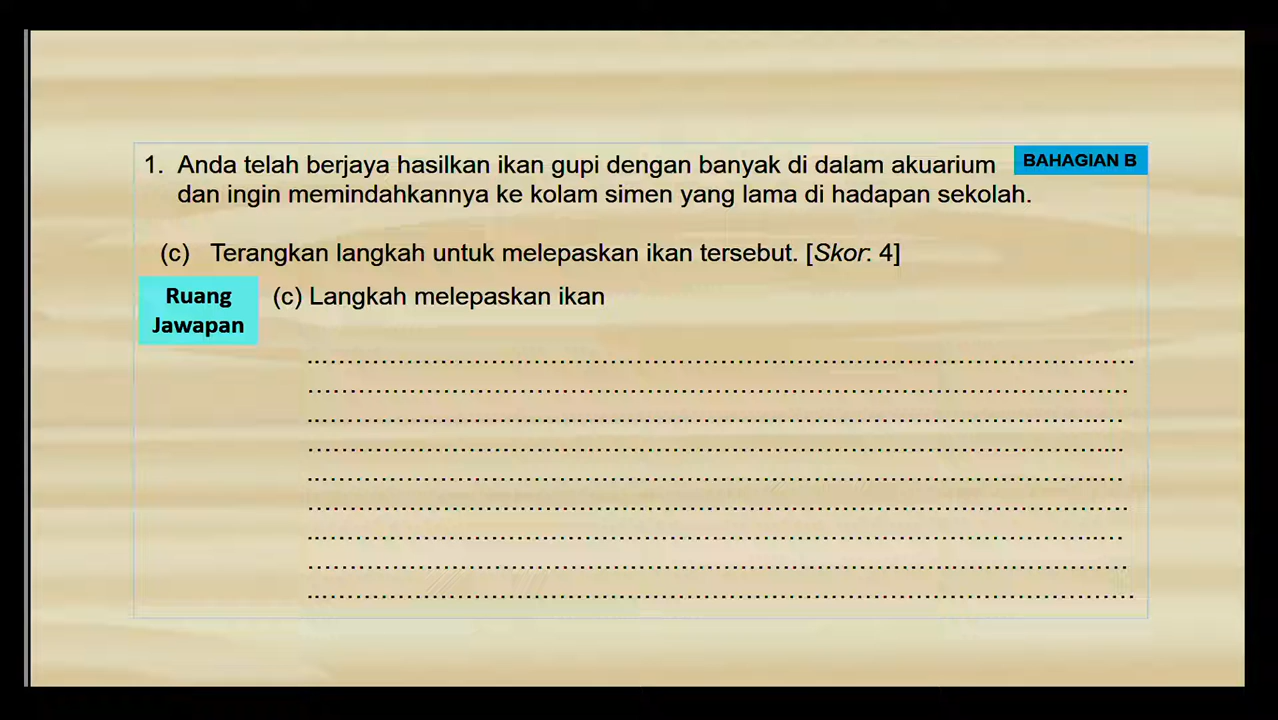 1. Anda telah berjaya hasilkan ikan gupi dengan banyak di dalam akuarium
BAHAGIAN B
dan ingin memindahkannya ke kolam simen yang lama di hadapan sekolah.
(c) Terangkan langkah untuk melepaskan ikan tersebut. [Skor: 4]
Ruang
Jawapan
(c) Langkah melepaskan ikan